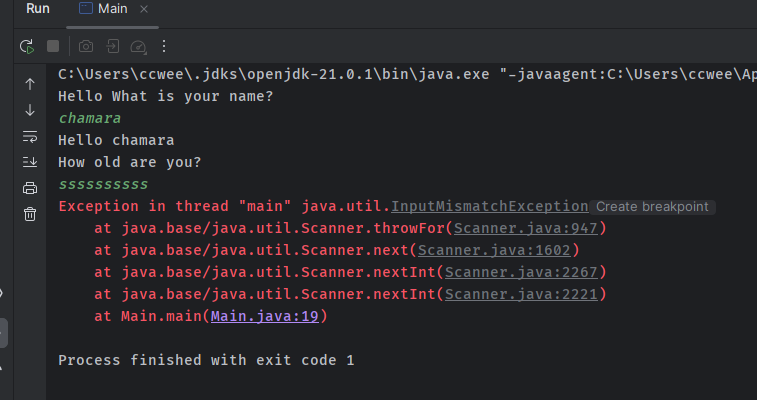 Run Main
C:\Users\ccwee\.jdks\openjdk-21.0.1\bin\java.exe "-javaagent:C:\Users\ccwee\Ap
Hello What is your name?
chamara
Hello chamara
How old are you?
ssssssssss
Exception in thread "main" java.util.InputMismatchException Create breakpoint
at java.base/java.util.Scanner.throwFor(Scanner.java:947)
at java.base/java.util.Scanner.next(Scanner.java:1602)
at java.base/java.util.Scanner.nextInt(Scanner.java:2267)
at java.base/java.util.Scanner.nextInt(Scanner.java:2221)
at Main.main(Main.java:19)
Process finished with exit code 1